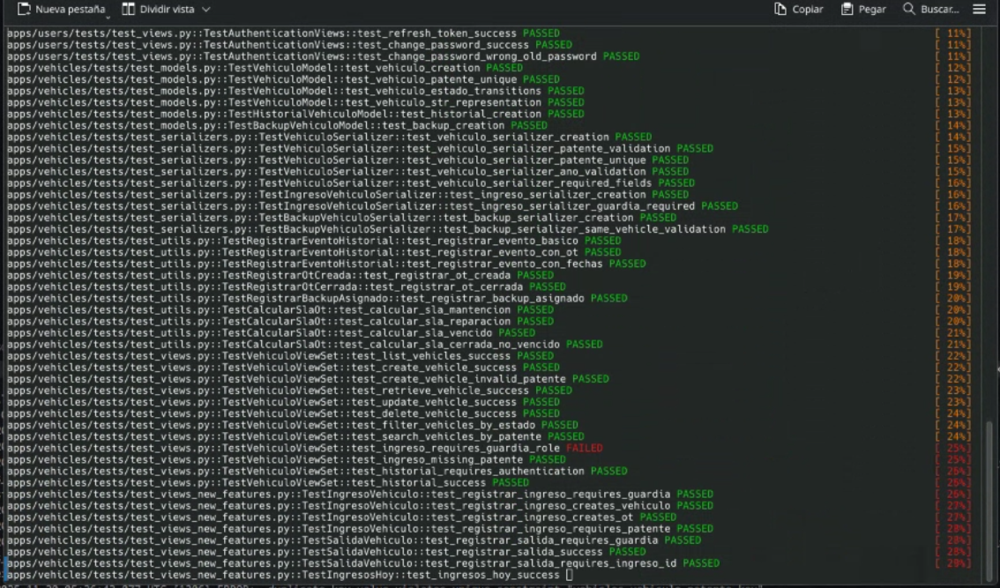 Nueva pestaña Dividir vista Copiar Pegar Buscar...
apps/users/tests/test_views.py::TestAuthenticationViews::test_refresh_token_success PASSED [ 11%]
apps/users/tests/test_views.py::TestAuthenticationViews::test_change_password_success PASSED [ 11%]
apps/users/tests/test_views.py::TestAuthenticationViews::test_change_password_wrong_old_password PASSED [ 11%]
apps/vehicles/tests/test_models.py::TestVehiculoModel::test_vehiculo_creation PASSED [ 12%]
apps/vehicles/tests/test_models.py::TestVehiculoModel::test_vehiculo_patente_unique PASSED [ 12%]
apps/vehicles/tests/test_models.py::TestVehiculoModel::test_vehiculo_estado_transitions PASSED [ 13%]
apps/vehicles/tests/test_models.py::TestVehiculoModel::test_vehiculo_str_representation PASSED [ 13%]
apps/vehicles/tests/test_models.py::TestHistorialVehiculoModel::test_historial_creation PASSED [ 13%]
apps/vehicles/tests/test_models.py::TestBackupVehiculoModel::test_backup_creation PASSED [ 14%]
apps/vehicles/tests/test_serializers.py::TestVehiculoSerializer::test_vehiculo_serializer_creation PASSED [ 14%]
apps/vehicles/tests/test_serializers.py::TestVehiculoSerializer::test_vehiculo_serializer_patente_validation PASSED [ 15%]
apps/vehicles/tests/test_serializers.py::TestVehiculoSerializer::test_vehiculo_serializer_patente_unique PASSED [ 15%]
apps/vehicles/tests/test_serializers.py::TestVehiculoSerializer::test_vehiculo_serializer_ano_validation PASSED [ 15%]
apps/vehicles/tests/test_serializers.py::TestVehiculoSerializer::test_vehiculo_serializer_required_fields PASSED [ 16%]
apps/vehicles/tests/test_serializers.py::TestIngresoVehiculoSerializer::test_ingreso_serializer_creation PASSED [ 16%]
apps/vehicles/tests/test_serializers.py::TestIngresoVehiculoSerializer::test_ingreso_serializer_guardia_required PASSED [ 16%]
apps/vehicles/tests/test_serializers.py::TestBackupVehiculoSerializer::test_backup_serializer_creation PASSED [ 17%]
apps/vehicles/tests/test_serializers.py::TestBackupVehiculoSerializer::test_backup_serializer_same_vehicle_validation PASSED [ 17%]
apps/vehicles/tests/test_utils.py::TestRegistrarEventoHistorial::test_registrar_evento_basico PASSED [ 18%]
apps/vehicles/tests/test_utils.py::TestRegistrarEventoHistorial::test_registrar_evento_con_ot PASSED [ 18%]
apps/vehicles/tests/test_utils.py::TestRegistrarEventoHistorial::test_registrar_evento_con_fechas PASSED [ 18%]
apps/vehicles/tests/test_utils.py::TestRegistrarOtCreada::test_registrar_ot_creada PASSED [ 19%]
apps/vehicles/tests/test_utils.py::TestRegistrarOtCerrada::test_registrar_ot_cerrada PASSED [ 19%]
apps/vehicles/tests/test_utils.py::TestRegistrarBackupAsignado::test_registrar_backup_asignado PASSED [ 20%]
apps/vehicles/tests/test_utils.py::TestCalcularSlaOt::test_calcular_sla_mantencion PASSED [ 20%]
apps/vehicles/tests/test_utils.py::TestCalcularSlaOt::test_calcular_sla_reparacion PASSED [ 20%]
apps/vehicles/tests/test_utils.py::TestCalcularSlaOt::test_calcular_sla_vencido PASSED [ 21%]
apps/vehicles/tests/test_utils.py::TestCalcularSlaOt::test_calcular_sla_cerrada_no_vencido PASSED [ 21%]
apps/vehicles/tests/test_views.py::TestVehiculoViewSet::test_list_vehicles_success PASSED [ 22%]
apps/vehicles/tests/test_views.py::TestVehiculoViewSet::test_create_vehicle_success PASSED [ 22%]
apps/vehicles/tests/test_views.py::TestVehiculoViewSet::test_create_vehicle_invalid_patente PASSED [ 22%]
apps/vehicles/tests/test_views.py::TestVehiculoViewSet::test_retrieve_vehicle_success PASSED [ 23%]
apps/vehicles/tests/test_views.py::TestVehiculoViewSet::test_update_vehicle_success PASSED [ 23%]
apps/vehicles/tests/test_views.py::TestVehiculoViewSet::test_delete_vehicle_success PASSED [ 24%]
apps/vehicles/tests/test_views.py::TestVehiculoViewSet::test_filter_vehicles_by_estado PASSED [ 24%]
apps/vehicles/tests/test_views.py::TestVehiculoViewSet::test_search_vehicles_by_patente PASSED [ 24%]
apps/vehicles/tests/test_views.py::TestVehiculoViewSet::test_ingreso_requires_guardia_role FAILED [ 25%]
apps/vehicles/tests/test_views.py::TestVehiculoViewSet::test_ingreso_missing_patente PASSED [ 25%]
apps/vehicles/tests/test_views.py::TestVehiculoViewSet::test_historial_requires_authentication PASSED [ 26%]
apps/vehicles/tests/test_views.py::TestVehiculoViewSet::test_historial_success PASSED [ 26%]
apps/vehicles/tests/test_views_new_features.py::TestIngresoVehiculo::test_registrar_ingreso_requires_guardia PASSED [ 26%]
apps/vehicles/tests/test_views_new_features.py::TestIngresoVehiculo::test_registrar_ingreso_creates_vehiculo PASSED [ 27%]
apps/vehicles/tests/test_views_new_features.py::TestIngresoVehiculo::test_registrar_ingreso_creates_ot PASSED [ 27%]
apps/vehicles/tests/test_views_new_features.py::TestIngresoVehiculo::test_registrar_ingreso_requires_patente PASSED [ 28%]
apps/vehicles/tests/test_views_new_features.py::TestSalidaVehiculo::test_registrar_salida_requires_guardia PASSED [ 28%]
apps/vehicles/tests/test_views_new_features.py::TestSalidaVehiculo::test_registrar_salida_success PASSED [ 28%]
apps/vehicles/tests/test_views_new_features.py::TestSalidaVehiculo::test_registrar_salida_requires_ingreso_id PASSED [ 29%]
apps/vehicles/tests/test_views_new_features.py::TestIngresosHoy::test_ingresos_hoy_success